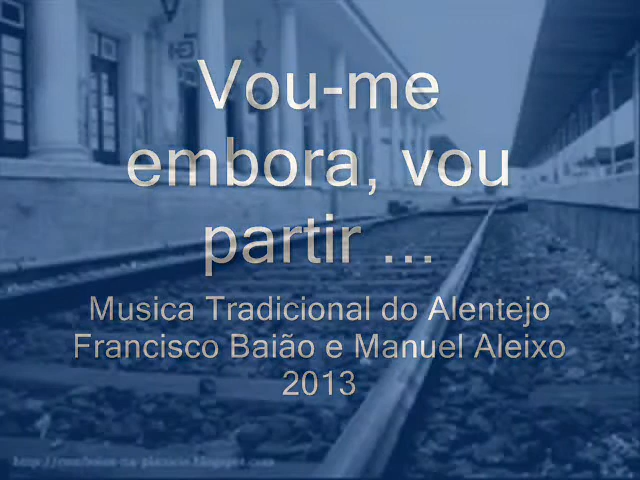 Vou-me
embora, vou
partir ...
Musica Tradicional do Alentejo
Francisco Baião e Manuel Aleixo
2013